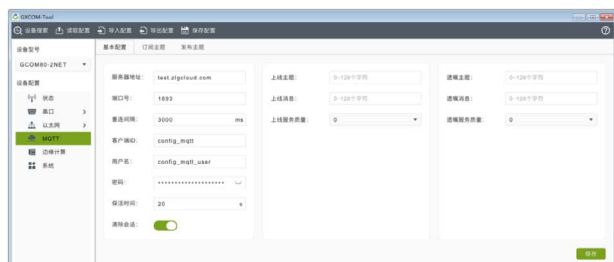 GXCOM-Tool
设备搜索 读取配置 导入配置 导出配置 保存配置
设备型号
GCOM80-2NET
设备配置
状态
串口
以太网
MQTT
边缘计算
系统
基本配置 订阅主题 发布主题
服务器地址: test.zlgcloud.com
端口号: 1883
重连间隔: 3000 ms
客户端ID: config_mqtt
用户名: config_mqtt_user
密码: *******************
保活时间: 20 s
清除会话:
上线主题: 0-128个字符
上线消息: 0-128个字符
上线服务质量: 0
遗嘱主题: 0-128个字符
遗嘱消息: 0-128个字符
遗嘱服务质量: 0
保存